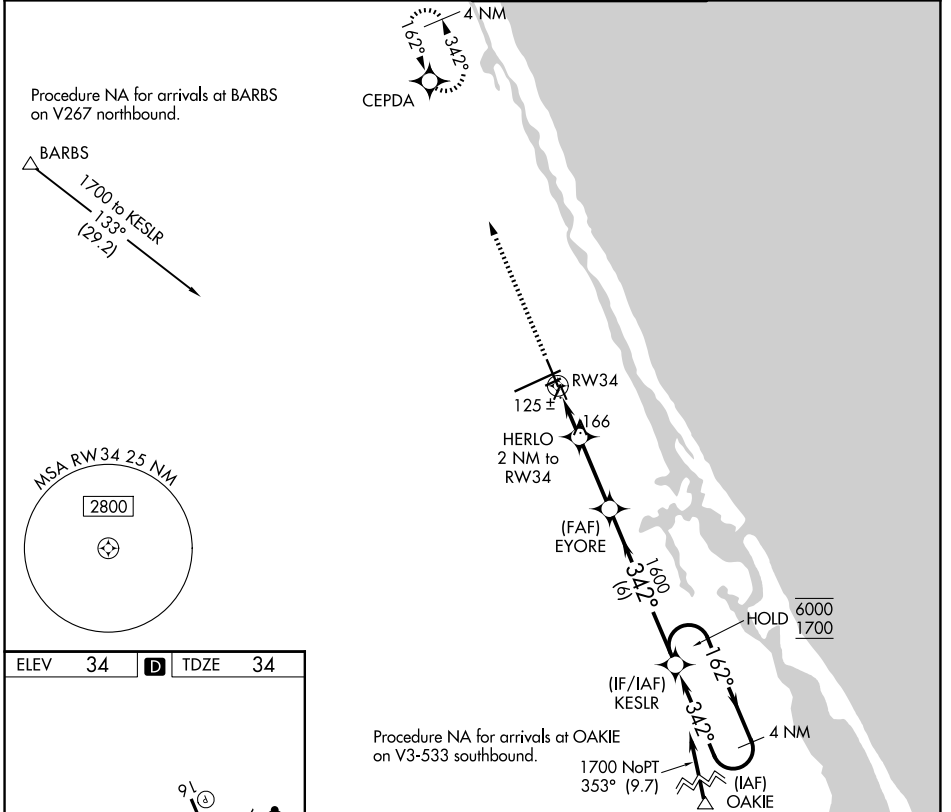 4 NM
162°
342°
CEPDA
Procedure NA for arrivals at BARBS
on V267 northbound.
BARBS
1700 to KESLR
133°
(29.2)
RW34
125 ±
166
HERLO
2 NM to
RW34
(FAF)
EYORE
MSA RW34 25 NM
2800
1600
342°
(6)
HOLD
6000
1700
162°
(IF/IAF)
KESLR
342°
4 NM
ELEV 34 D TDZE 34
Procedure NA for arrivals at OAKIE
on V3-533 southbound.
1700 NoPT
353° (9.7)
(IAF)
OAKIE
16
P